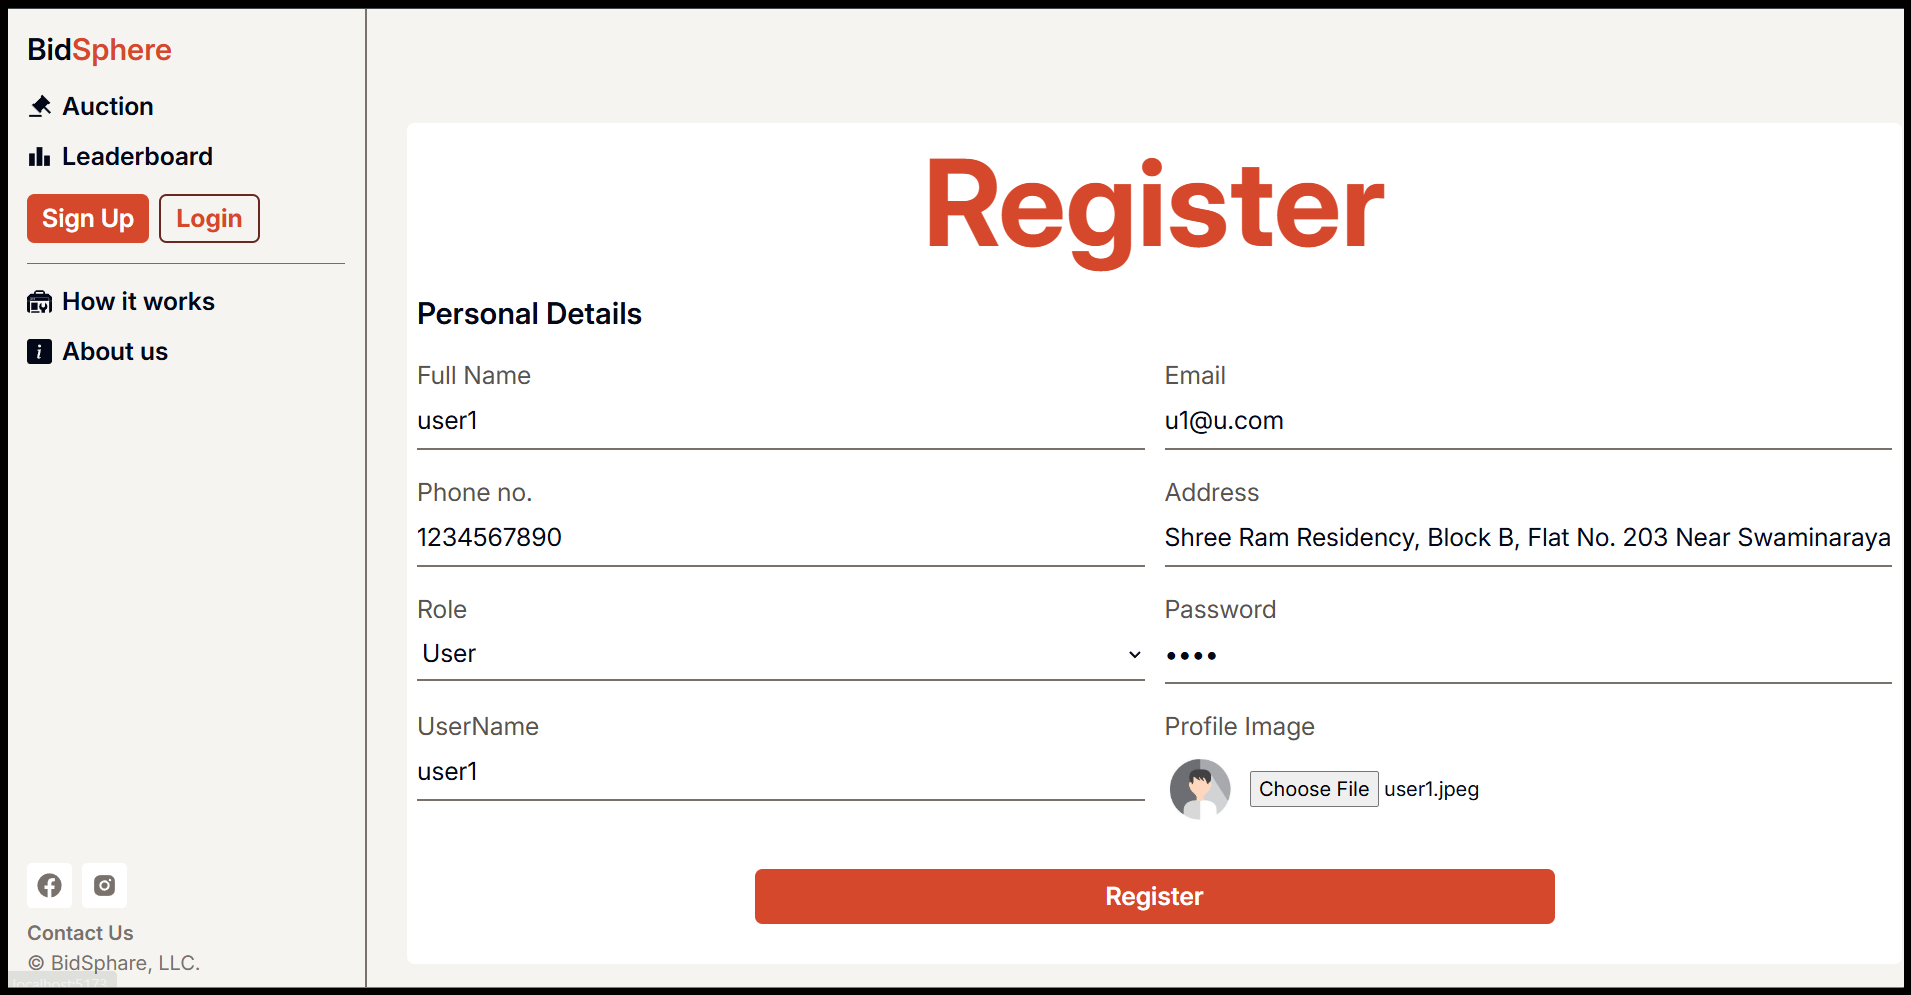 BidSphere
Auction
Leaderboard
Sign Up Login
How it works
About us
Contact Us
© BidSphare, LLC.
localhost:5173
Register
Personal Details
Full Name Email
user1 u1@u.com
Phone no. Address
1234567890 Shree Ram Residency, Block B, Flat No. 203 Near Swaminaraya
Role Password
User ••••
UserName Profile Image
user1 Choose File user1.jpeg
Register